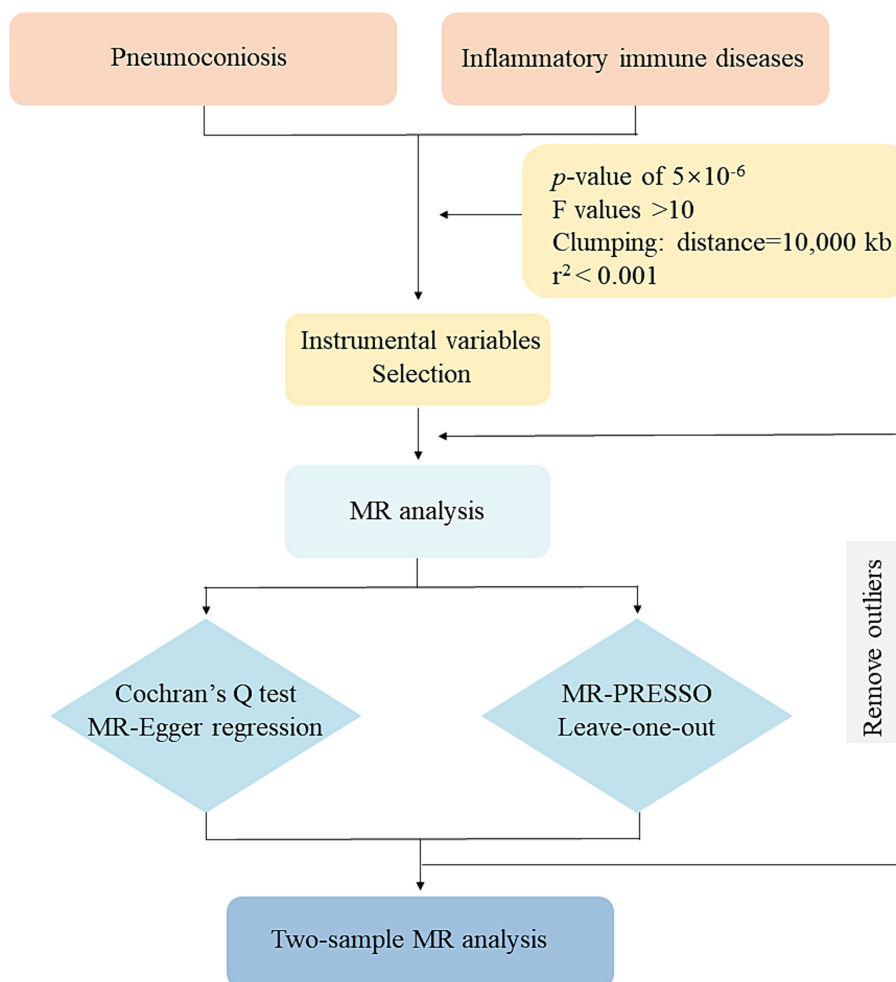 Pneumoconiosis
Inflammatory immune diseases
p-value of 5×10⁻⁶
F values >10
Clumping: distance=10,000 kb
r² < 0.001
Instrumental variables
Selection
MR analysis
Remove outliers
Cochran’s Q test
MR-Egger regression
MR-PRESSO
Leave-one-out
Two-sample MR analysis